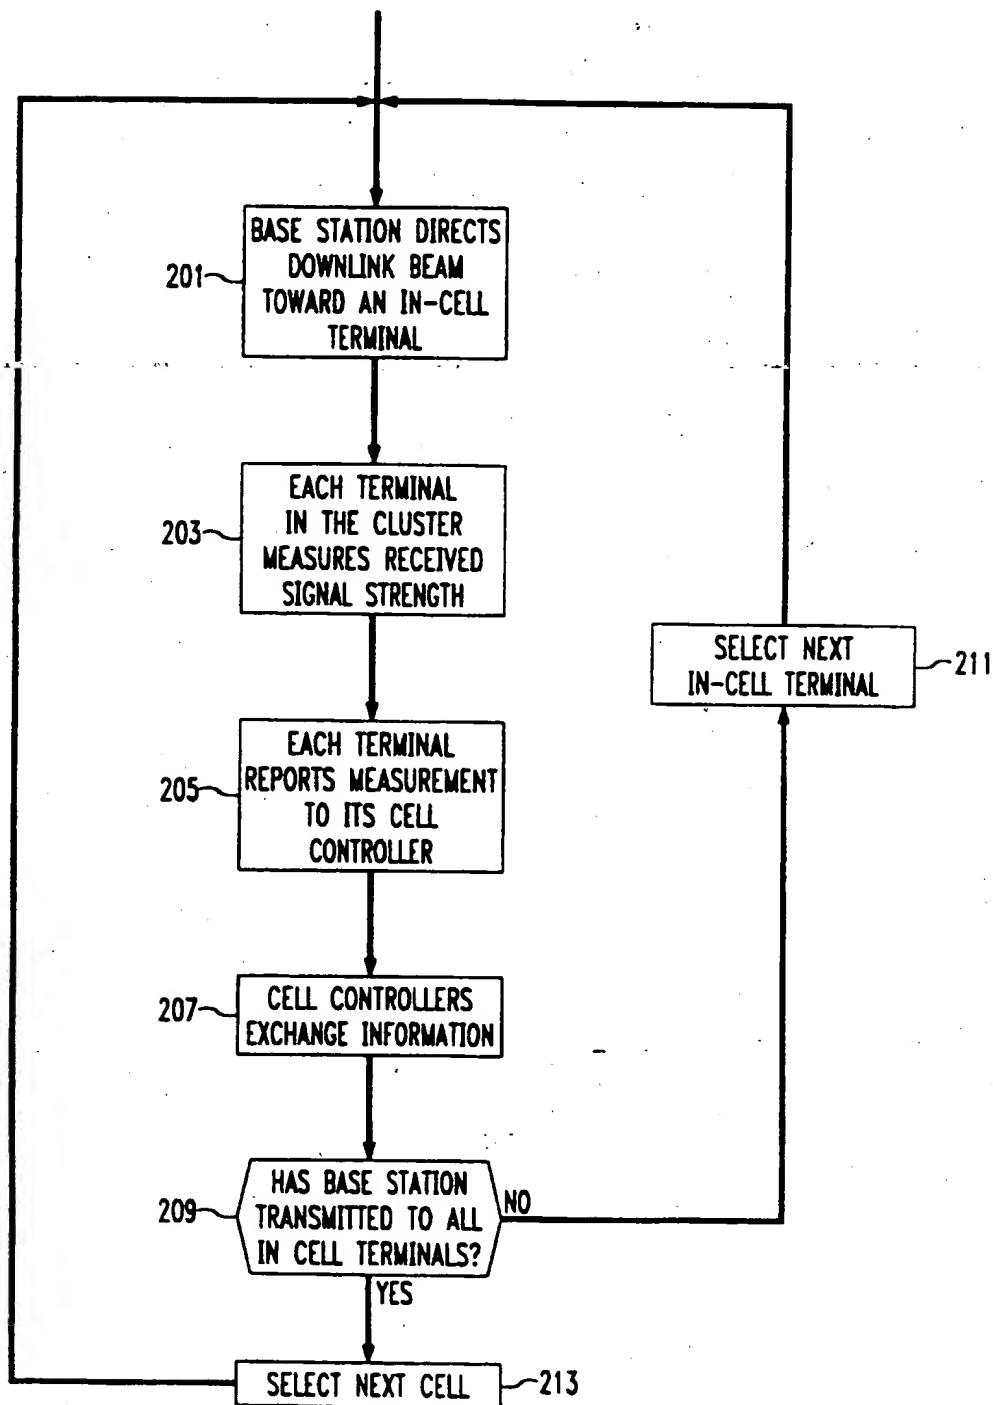 BASE STATION DIRECTS
DOWNLINK BEAM
TOWARD AN IN-CELL
TERMINAL
201
EACH TERMINAL
IN THE CLUSTER
MEASURES RECEIVED
SIGNAL STRENGTH
203
SELECT NEXT
IN-CELL TERMINAL
211
EACH TERMINAL
REPORTS MEASUREMENT
TO ITS CELL
CONTROLLER
205
CELL CONTROLLERS
EXCHANGE INFORMATION
207
HAS BASE STATION
TRANSMITTED TO ALL
IN CELL TERMINALS?
209
NO
YES
SELECT NEXT CELL
213